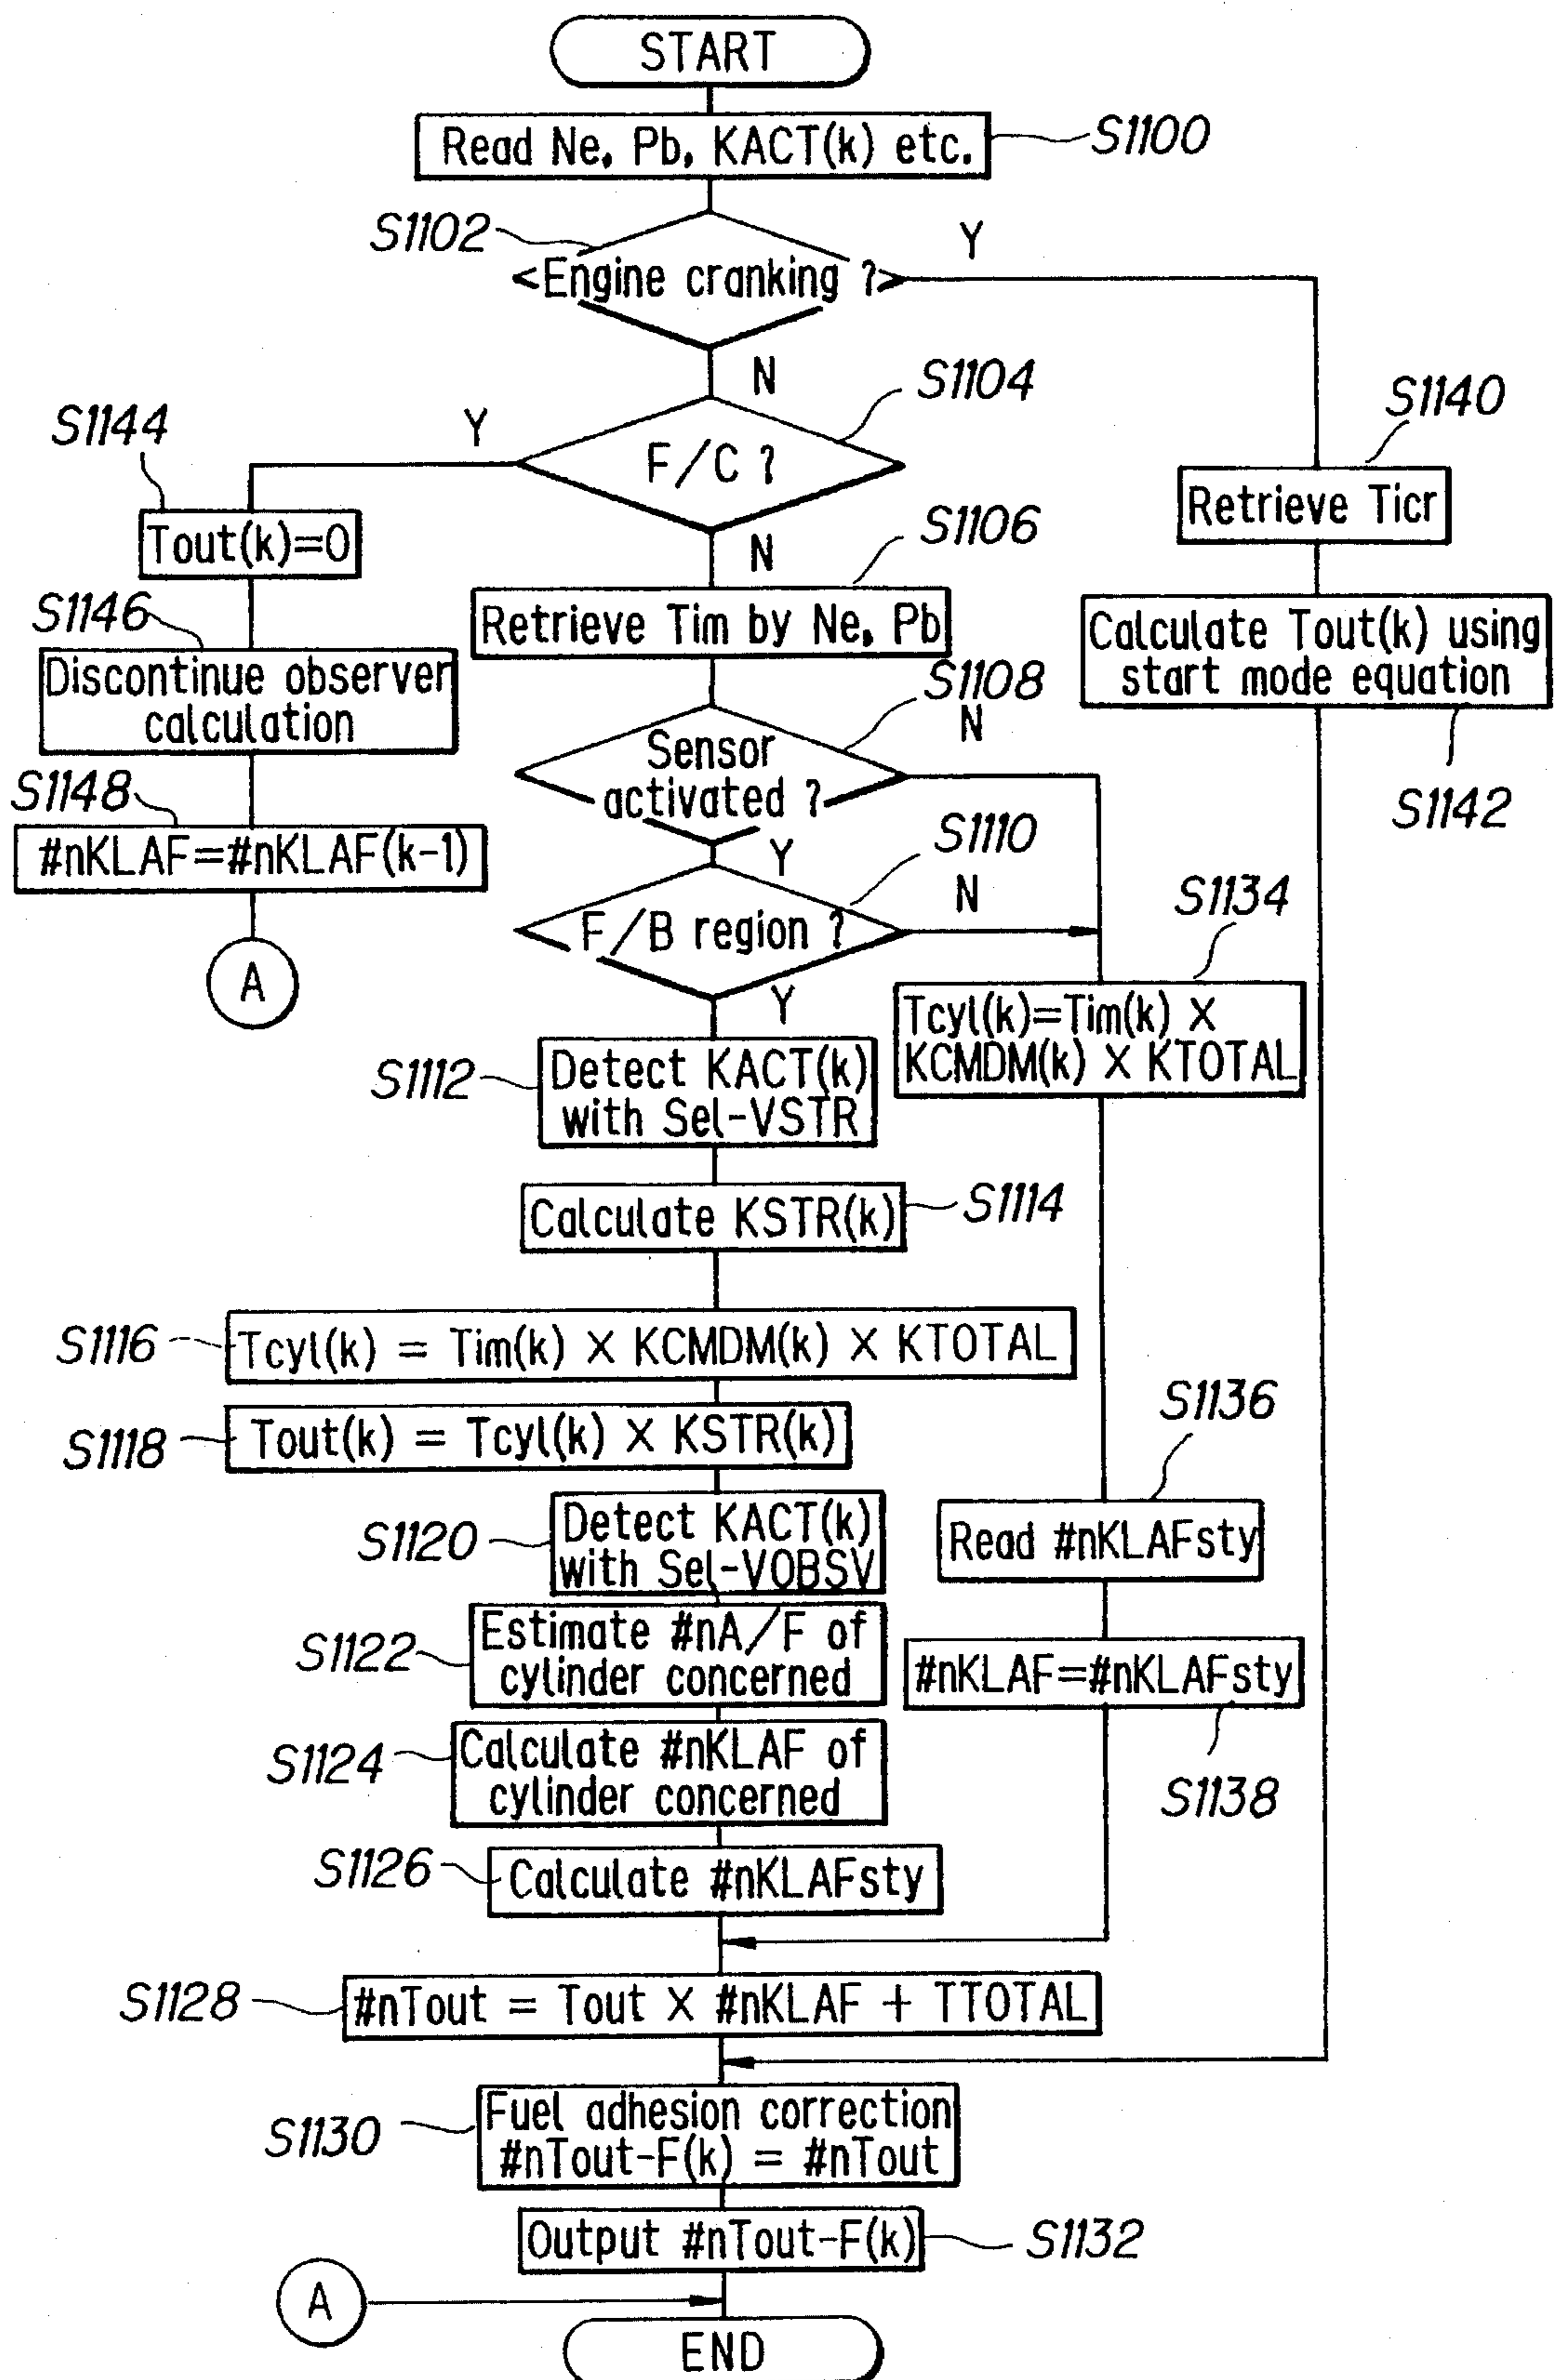 START
Read Ne, Pb, KACT(k) etc.
S1100
S1102
Engine cranking ?
Y
N
S1104
F/C ?
Y
S1144
Tout(k)=0
S1146
Discontinue observer
calculation
S1148
#nKLAF=#nKLAF(k-1)
A
S1140
Retrieve Ticr
Calculate Tout(k) using
start mode equation
S1142
N
S1106
Retrieve Tim by Ne, Pb
S1108
N
Sensor
activated ?
Y
S1110
F/B region ?
N
Y
S1134
Tcyl(k)=Tim(k) X
KCMDM(k) X KTOTAL
S1112
Detect KACT(k)
with Sel-VSTR
Calculate KSTR(k)
S1114
S1116
Tcyl(k) = Tim(k) X KCMDM(k) X KTOTAL
S1118
Tout(k) = Tcyl(k) X KSTR(k)
S1120
Detect KACT(k)
with Sel-VOBSV
S1136
Read #nKLAFsty
S1122
Estimate #nA/F of
cylinder concerned
#nKLAF=#nKLAFsty
S1138
S1124
Calculate #nKLAF of
cylinder concerned
S1126
Calculate #nKLAFsty
S1128
#nTout = Tout X #nKLAF + TTOTAL
S1130
Fuel adhesion correction
#nTout-F(k) = #nTout
Output #nTout-F(k)
S1132
A
END